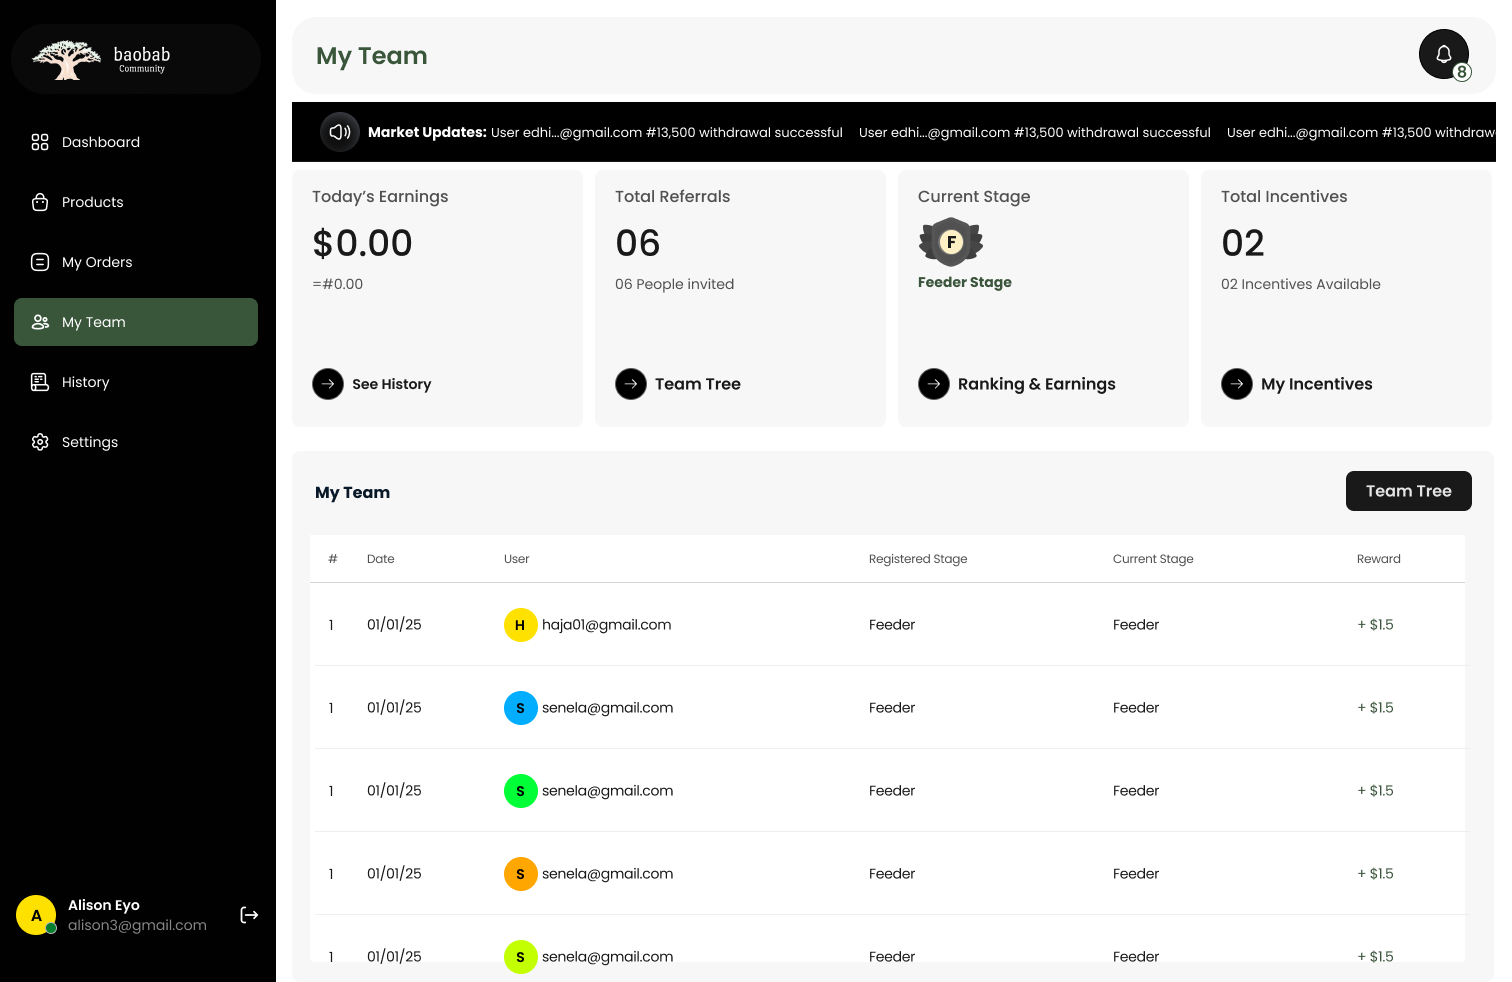 baobab
Community
Dashboard
Products
My Orders
My Team
History
Settings
A
Alison Eyo
alison3@gmail.com
My Team
8
Market Updates: User edhi...@gmail.com #13,500 withdrawal successful User edhi...@gmail.com #13,500 withdrawal successful User edhi...@gmail.com #13,500 withdraw
Today's Earnings
$0.00
=#0.00
See History
Total Referrals
06
06 People invited
Team Tree
Current Stage
F
Feeder Stage
Ranking & Earnings
Total Incentives
02
02 Incentives Available
My Incentives
My Team
Team Tree
# Date User Registered Stage Current Stage Reward
1 01/01/25 H haja01@gmail.com Feeder Feeder + $1.5
1 01/01/25 S senela@gmail.com Feeder Feeder + $1.5
1 01/01/25 S senela@gmail.com Feeder Feeder + $1.5
1 01/01/25 S senela@gmail.com Feeder Feeder + $1.5
1 01/01/25 S senela@gmail.com Feeder Feeder + $1.5